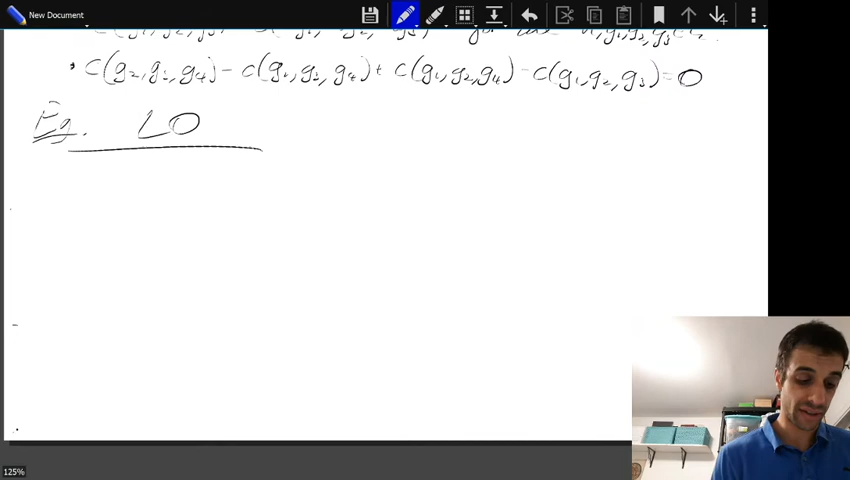 New Document
· c(g₂,g₃,g₄) – c(g₁,g₃,g₄) + c(g₁,g₂,g₄) – c(g₁,g₂,g₃) = 0
Eg. LO
125%